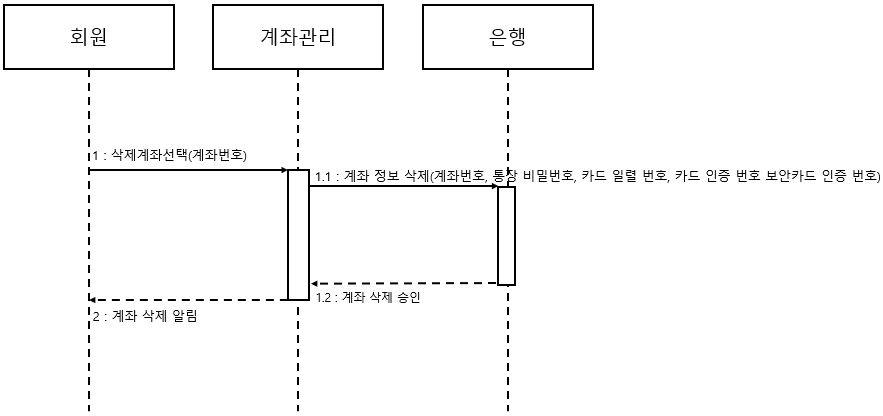 회원
계좌관리
은행
1 : 삭제계좌선택(계좌번호)
1.1 : 계좌 정보 삭제(계좌번호, 통장 비밀번호, 카드 일렬 번호, 카드 인증 번호 보안카드 인증 번호)
1.2 : 계좌 삭제 승인
2 : 계좌 삭제 알림